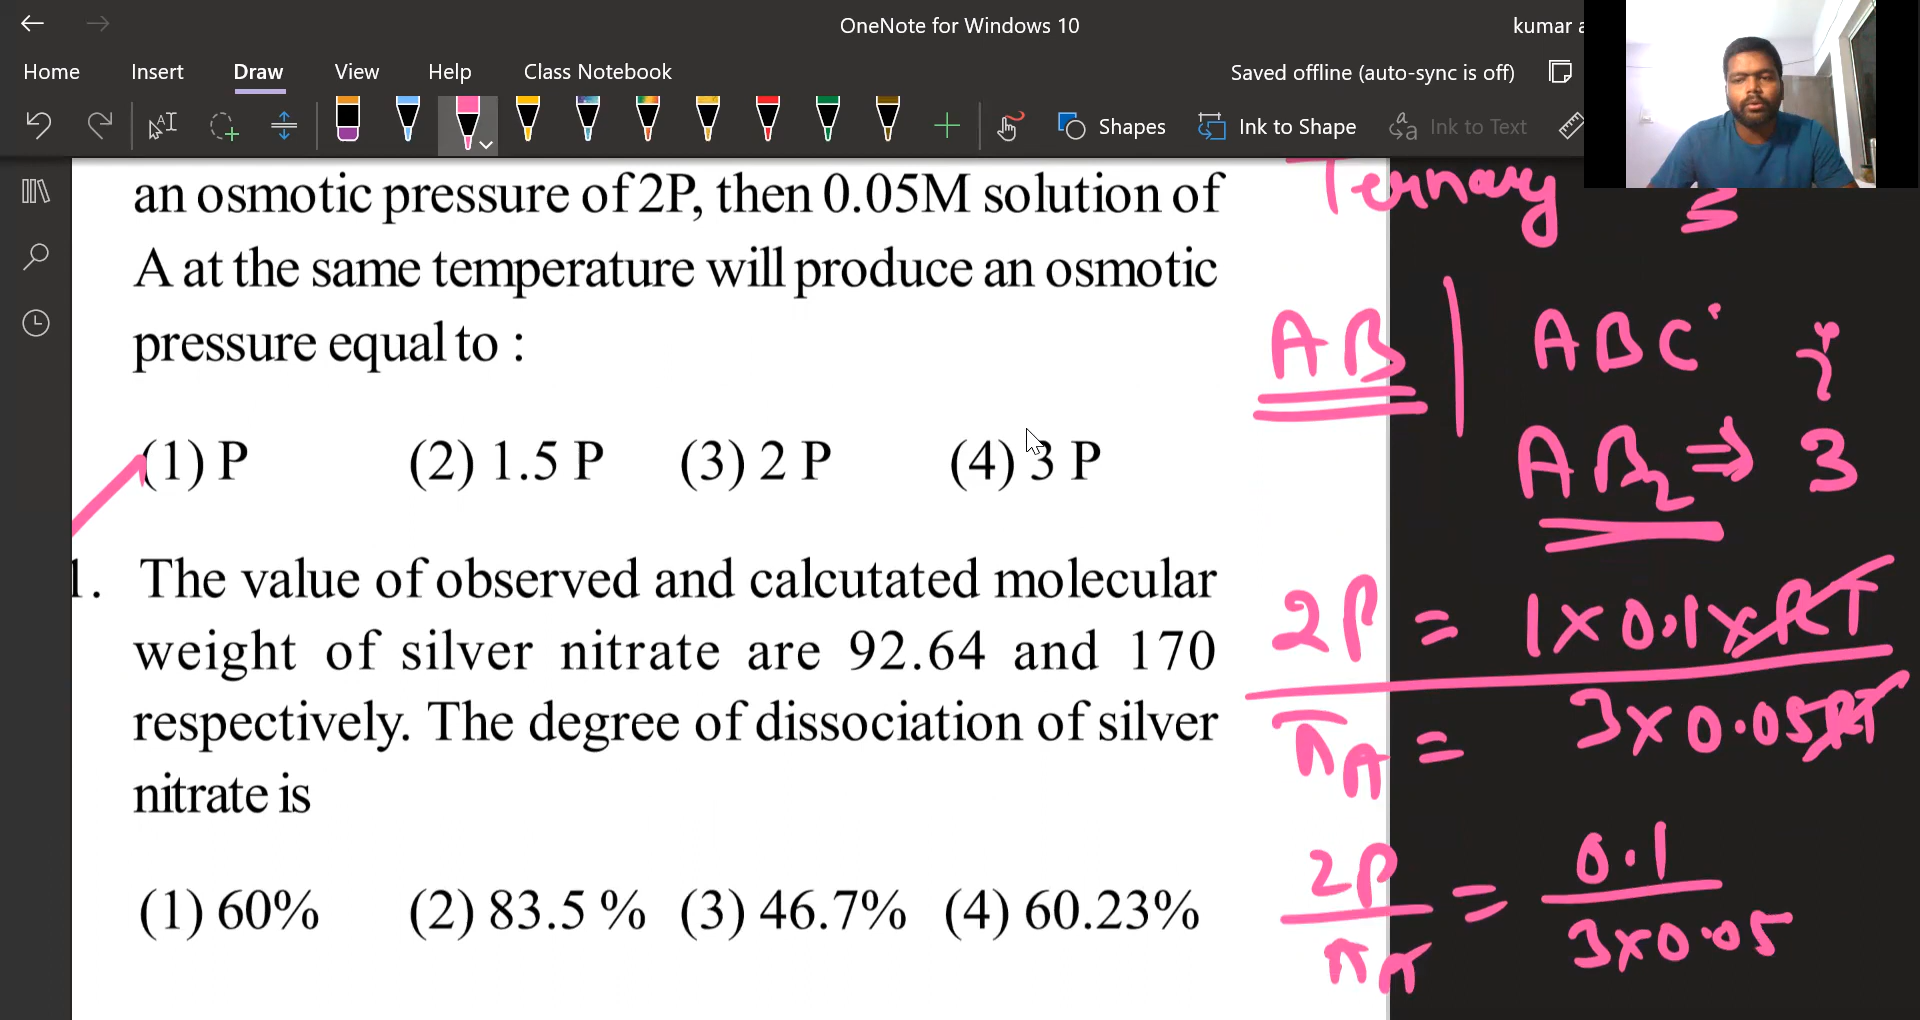 OneNote for Windows 10
kumar a
Home Insert Draw View Help Class Notebook
Saved offline (auto-sync is off)
Shapes Ink to Shape Ink to Text
an osmotic pressure of 2P, then 0.05M solution of
A at the same temperature will produce an osmotic
pressure equal to :
(1) P (2) 1.5 P (3) 2 P (4) 3 P
1. The value of observed and calcutated molecular
weight of silver nitrate are 92.64 and 170
respectively. The degree of dissociation of silver
nitrate is
(1) 60% (2) 83.5 % (3) 46.7% (4) 60.23%
Ternary
AB | ABC i
AB₂ ⇒ 3
2P = 1 x 0.1 x RT
πA = 3 x 0.05 RT
2P = 0.1
πA 3 x 0.05